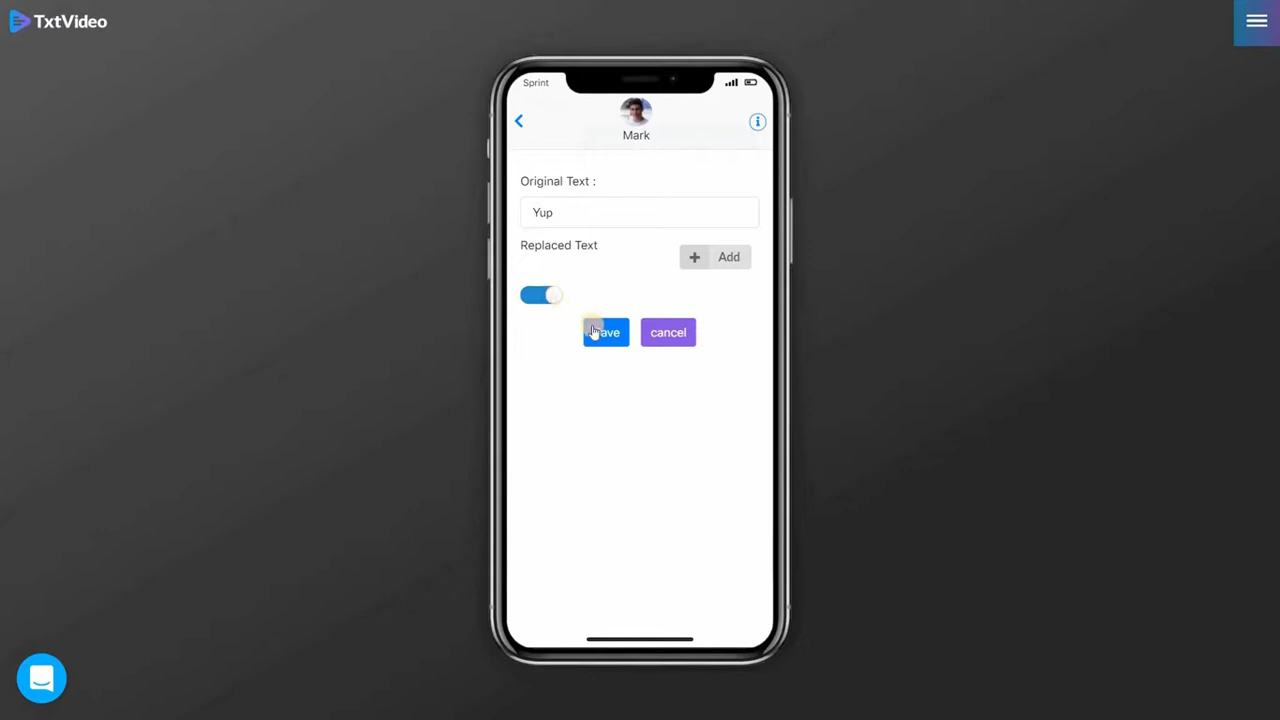 TxtVideo
Sprint
Mark
Original Text :
Yup
Replaced Text
+ Add
cancel